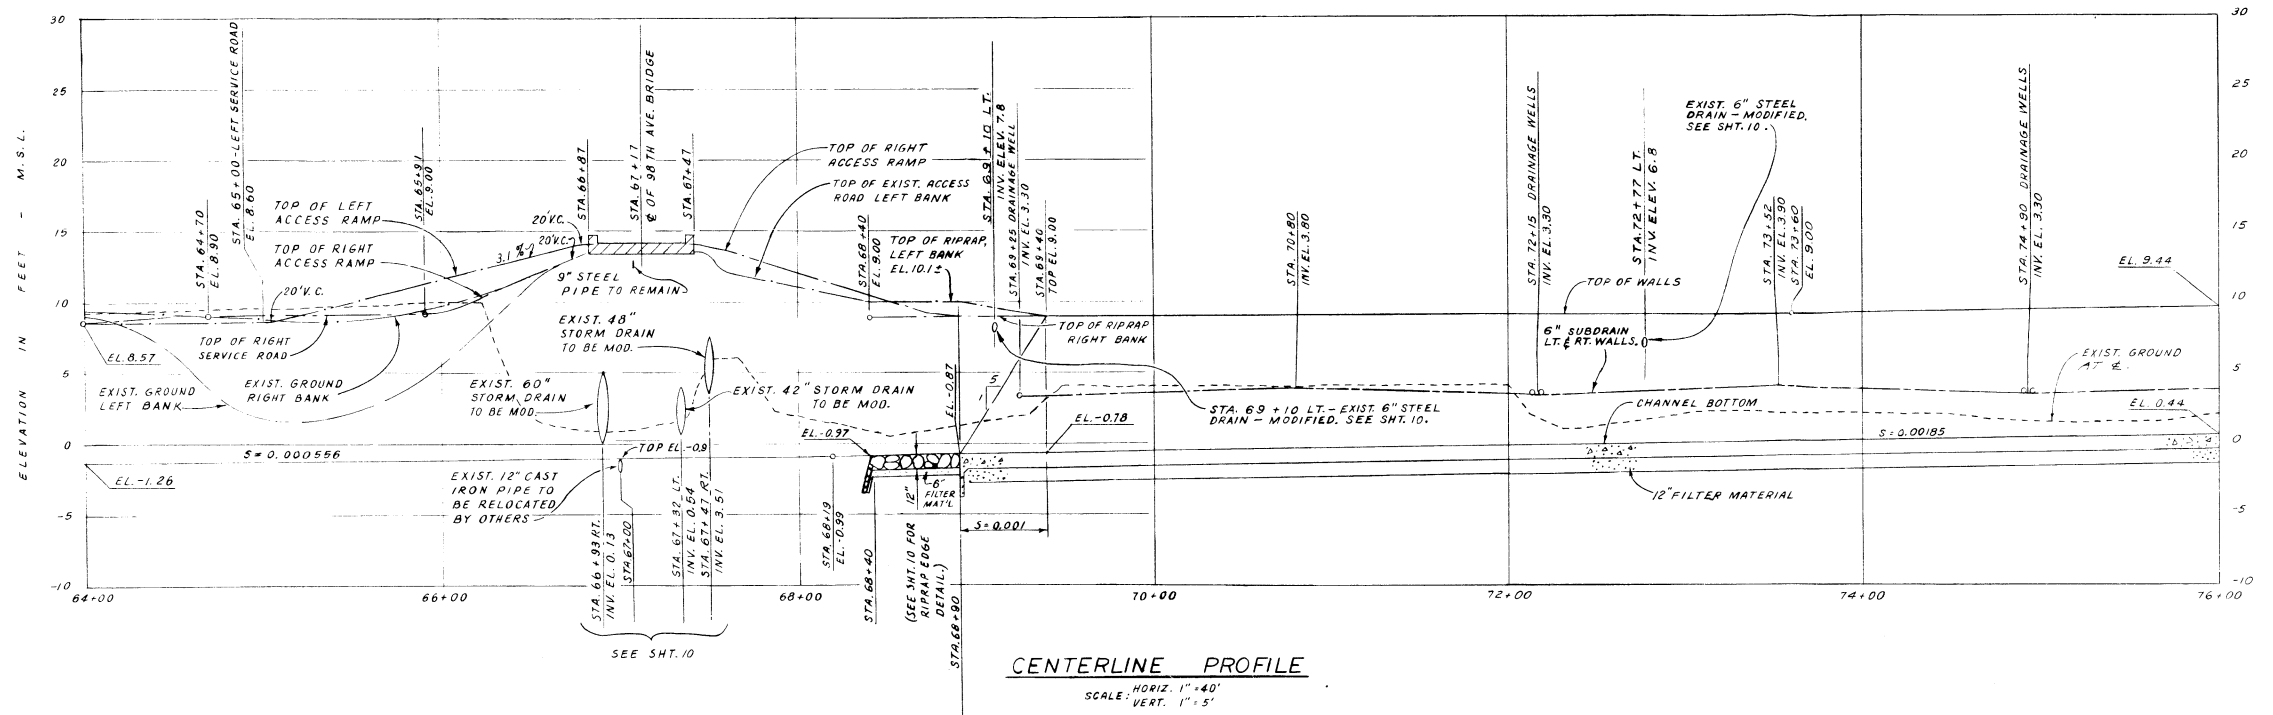 30
25
20
15
10
5
0
-5
-10
ELEVATION IN FEET - M.S.L.
30
25
20
15
10
5
0
-5
-10
64+00
66+00
68+00
70+00
72+00
74+00
76+00
STA. 64+70
EL. 8.90
STA. 65+00-LEFT SERVICE ROAD
EL. 8.60
STA. 65+91
EL. 9.00
STA. 66+87
STA. 67+17
℄ OF 98TH AVE. BRIDGE
STA. 67+47
TOP OF LEFT
ACCESS RAMP
TOP OF RIGHT
ACCESS RAMP
20' V.C.
3.1%
20'V.C.
20'V.C.
TOP OF RIGHT
ACCESS RAMP
TOP OF EXIST. ACCESS
ROAD LEFT BANK
STA. 68+40
EL. 9.00
TOP OF RIPRAP,
LEFT BANK
EL. 10.1±
STA. 69+10 LT.
INV. ELEV. 7.8
STA. 69+25 DRAINAGE WELL
INV. EL. 3.30
STA. 69+40
TOP EL. 9.00
STA. 70+80
INV. EL. 3.80
STA. 72+15 DRAINAGE WELLS
INV. EL. 3.30
STA. 72+77 LT.
INV. ELEV. 6.8
EXIST. 6" STEEL
DRAIN - MODIFIED.
SEE SHT. 10.
STA. 73+52
INV. EL. 3.90
STA. 73+60
EL. 9.00
STA. 74+90 DRAINAGE WELLS
INV. EL. 3.30
EL. 9.44
TOP OF WALLS
9" STEEL
PIPE TO REMAIN
EXIST. 48"
STORM DRAIN
TO BE MOD.
TOP OF RIGHT
SERVICE ROAD
EL. 8.57
EXIST. GROUND
LEFT BANK
EXIST. GROUND
RIGHT BANK
EXIST. 60"
STORM DRAIN
TO BE MOD.
EXIST. 42" STORM DRAIN
TO BE MOD.
TOP OF RIPRAP
RIGHT BANK
6" SUBDRAIN
LT. & RT. WALLS.
EXIST. GROUND
AT ℄.
5
EL. -0.87
STA. 69+10 LT. - EXIST. 6" STEEL
DRAIN - MODIFIED. SEE SHT. 10.
CHANNEL BOTTOM
EL. 0.44
EL. -0.97
EL. -0.78
S = 0.00185
S = 0.000556
TOP EL. -0.9
EL. -1.26
EXIST. 12" CAST
IRON PIPE TO
BE RELOCATED
BY OTHERS
12" FILTER MATERIAL
6"
FILTER
MAT'L
12"
S = 0.001
STA. 66+93 RT.
INV. EL. 0.13
STA. 67+00
STA. 67+32 LT.
INV. EL. 0.54
STA. 67+47 RT.
INV. EL. 3.51
STA. 68+19
EL. -0.99
STA. 68+40
(SEE SHT. 10 FOR
RIPRAP EDGE
DETAIL.)
STA. 68+90
SEE SHT. 10
CENTERLINE PROFILE
SCALE: HORIZ. 1" = 40'
VERT. 1" = 5'